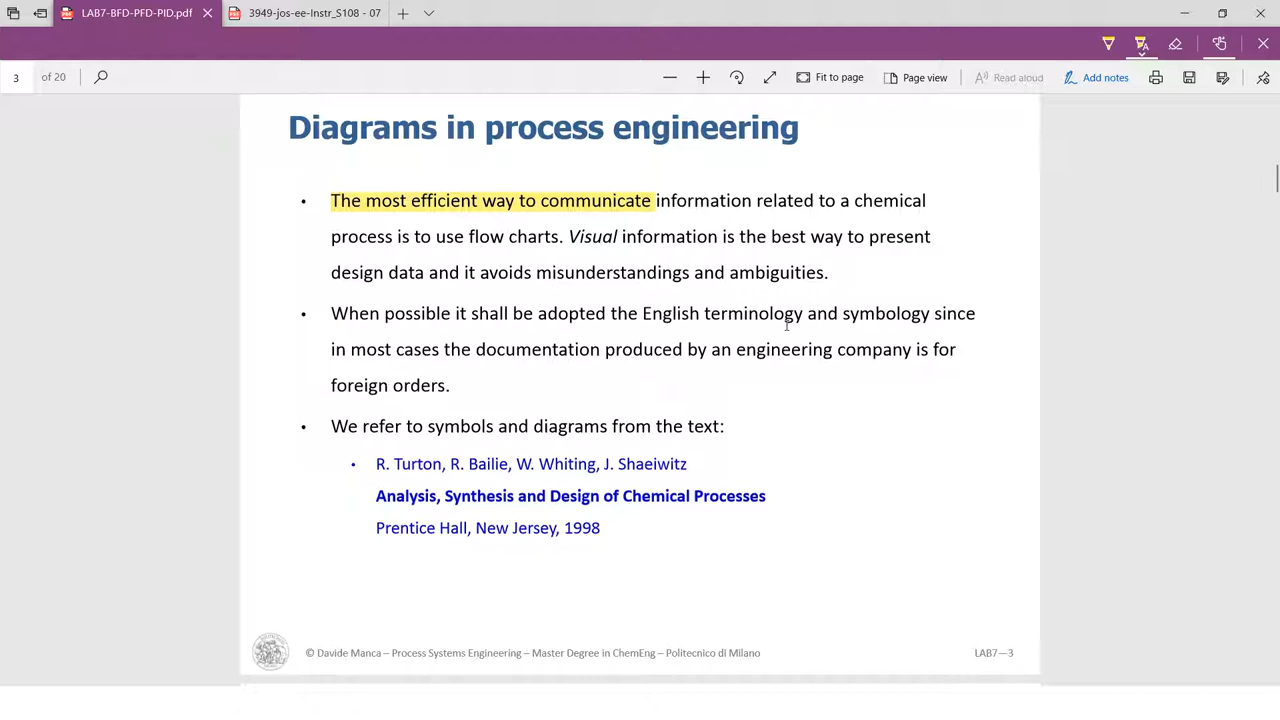 LAB7-BFD-PFD-PID.pdf
3949-jos-ee-Instr_S108 - 07
3 of 20
Fit to page
Page view
Read aloud
Add notes
Diagrams in process engineering
• The most efficient way to communicate information related to a chemical
process is to use flow charts. Visual information is the best way to present
design data and it avoids misunderstandings and ambiguities.
• When possible it shall be adopted the English terminology and symbology since
in most cases the documentation produced by an engineering company is for
foreign orders.
• We refer to symbols and diagrams from the text:
• R. Turton, R. Bailie, W. Whiting, J. Shaeiwitz
Analysis, Synthesis and Design of Chemical Processes
Prentice Hall, New Jersey, 1998
© Davide Manca – Process Systems Engineering – Master Degree in ChemEng – Politecnico di Milano
LAB7—3